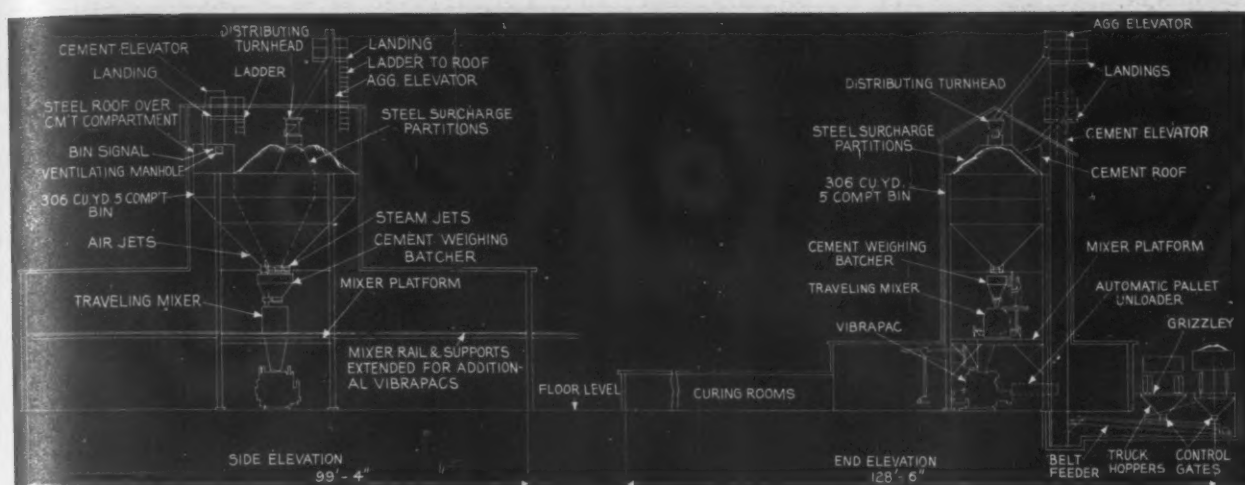 CEMENT ELEVATOR
LANDING
STEEL ROOF OVER
CM'T COMPARTMENT
BIN SIGNAL
VENTILATING MANHOLE
306 CU YD 5 COMP'T
BIN
AIR JETS
TRAVELING MIXER
DISTRIBUTING
TURNHEAD
LADDER
LANDING
LADDER TO ROOF
AGG. ELEVATOR
STEEL SURCHARGE
PARTITIONS
STEAM JETS
CEMENT WEIGHING
BATCHER
MIXER PLATFORM
MIXER RAIL & SUPPORTS
EXTENDED FOR ADDITION-
AL VIBRAPACS
FLOOR LEVEL
SIDE ELEVATION
99'-4"
AGG ELEVATOR
LANDINGS
DISTRIBUTING TURNHEAD
STEEL SURCHARGE
PARTITIONS
CEMENT ELEVATOR
CEMENT ROOF
306 CU YD.
5 COMPT BIN
CEMENT WEIGHING
BATCHER
TRAVELING MIXER
VIBRAPAC
MIXER PLATFORM
AUTOMATIC PALLET
UNLOADER
GRIZZLEY
CURING ROOMS
END ELEVATION
128'-6"
BELT
FEEDER
TRUCK
HOPPERS
CONTROL
GATES